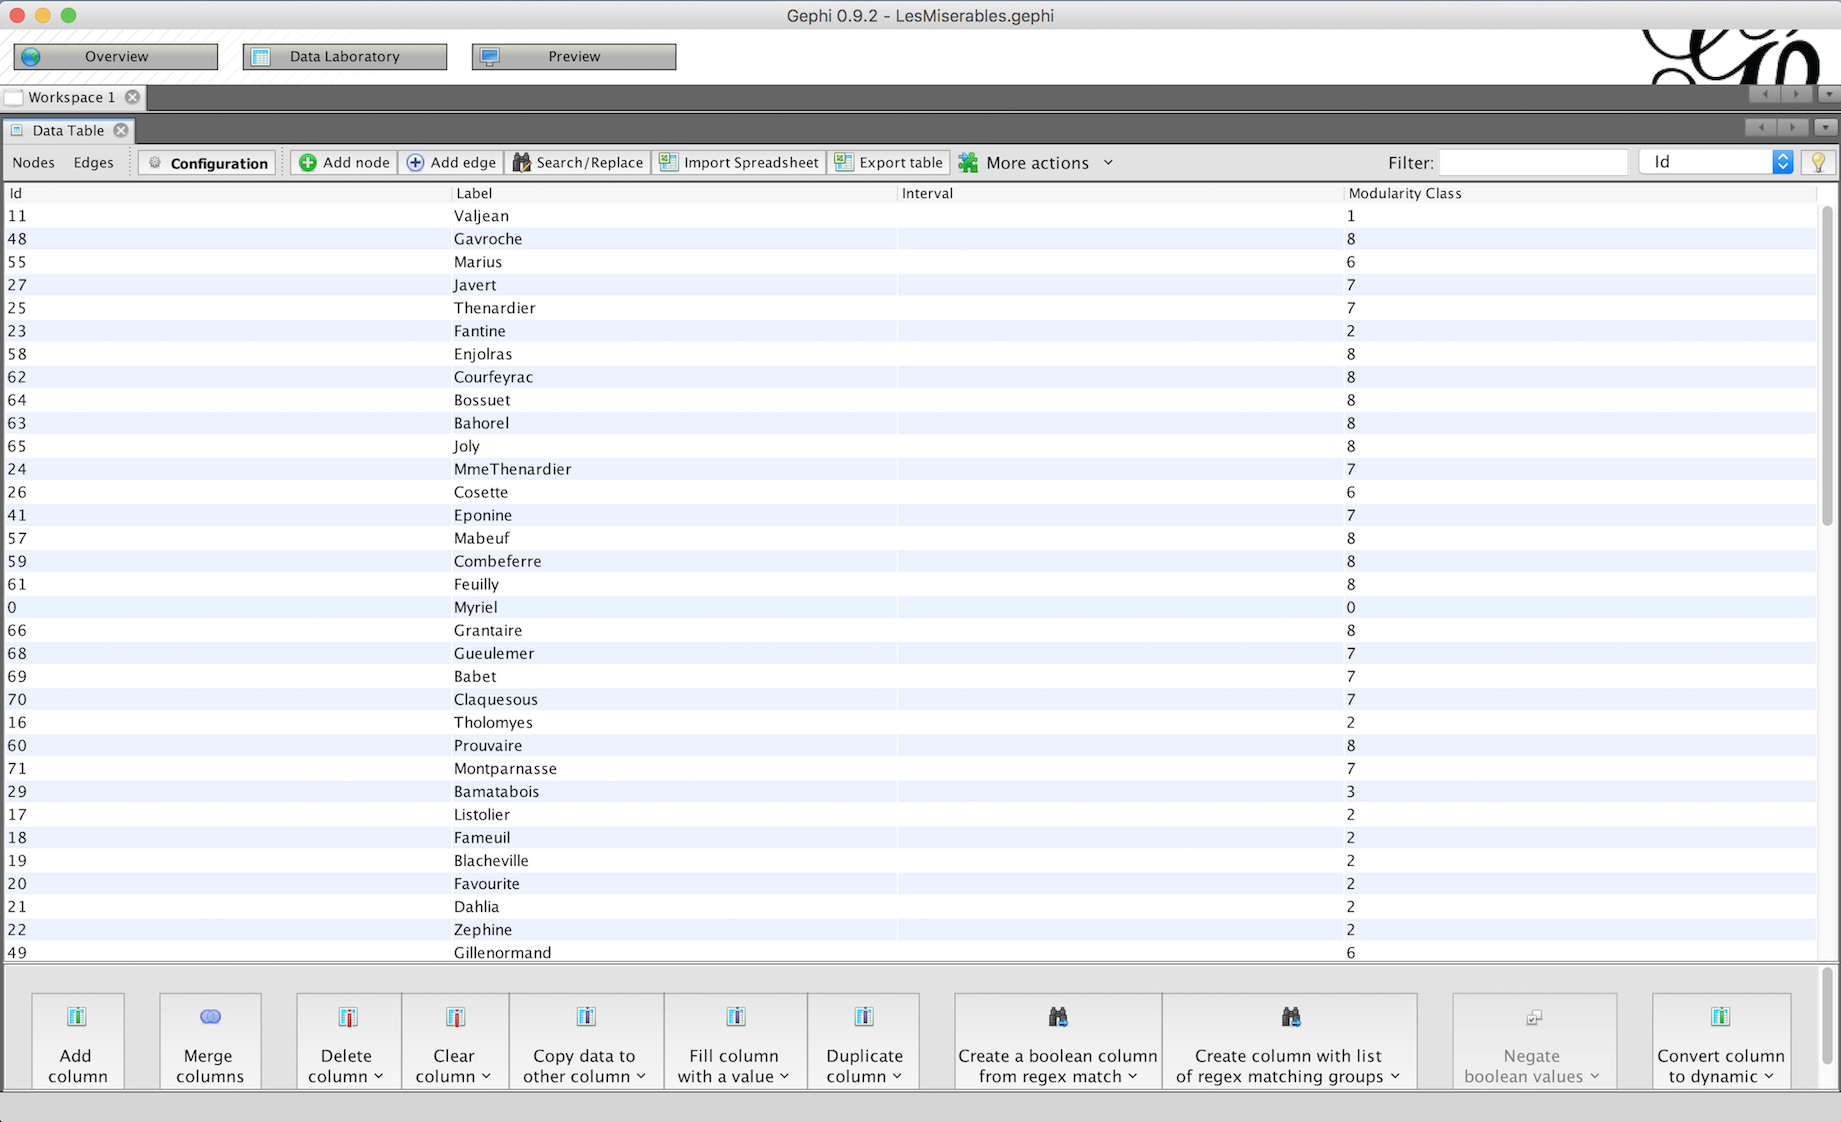 Gephi 0.9.2 - LesMiserables.gephi
Overview Data Laboratory Preview
Workspace 1
Data Table
Nodes Edges Configuration Add node Add edge Search/Replace Import Spreadsheet Export table More actions Filter: Id
Id Label Interval Modularity Class
11 Valjean 1
48 Gavroche 8
55 Marius 6
27 Javert 7
25 Thenardier 7
23 Fantine 2
58 Enjolras 8
62 Courfeyrac 8
64 Bossuet 8
63 Bahorel 8
65 Joly 8
24 MmeThenardier 7
26 Cosette 6
41 Eponine 7
57 Mabeuf 8
59 Combeferre 8
61 Feuilly 8
0 Myriel 0
66 Grantaire 8
68 Gueulemer 7
69 Babet 7
70 Claquesous 7
16 Tholomyes 2
60 Prouvaire 8
71 Montparnasse 7
29 Bamatabois 3
17 Listolier 2
18 Fameuil 2
19 Blacheville 2
20 Favourite 2
21 Dahlia 2
22 Zephine 2
49 Gillenormand 6
Add Merge Delete Clear Copy data to Fill column Duplicate Create a boolean column Create column with list Negate Convert column
column columns column column other column with a value column from regex match of regex matching groups boolean values to dynamic